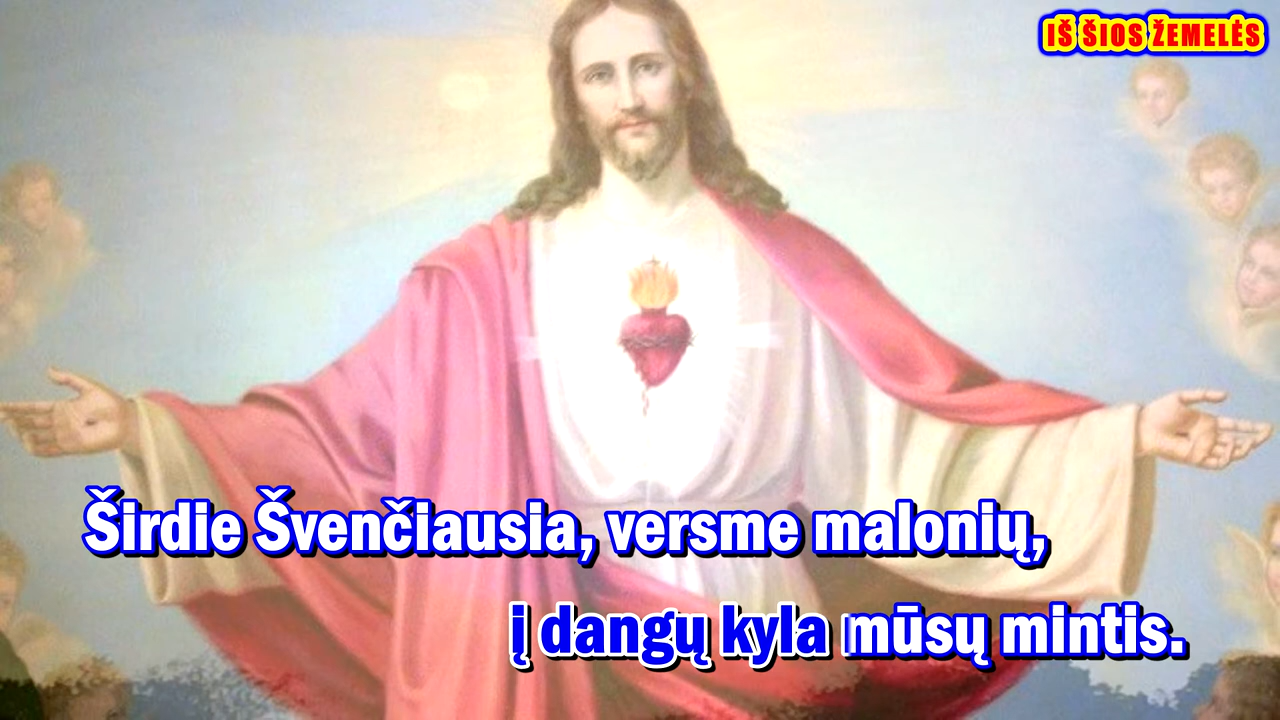 IŠ ŠIOS ŽEMELĖS
Širdie Švenčiausia, versme malonių,
į dangų kyla mūsų mintis.